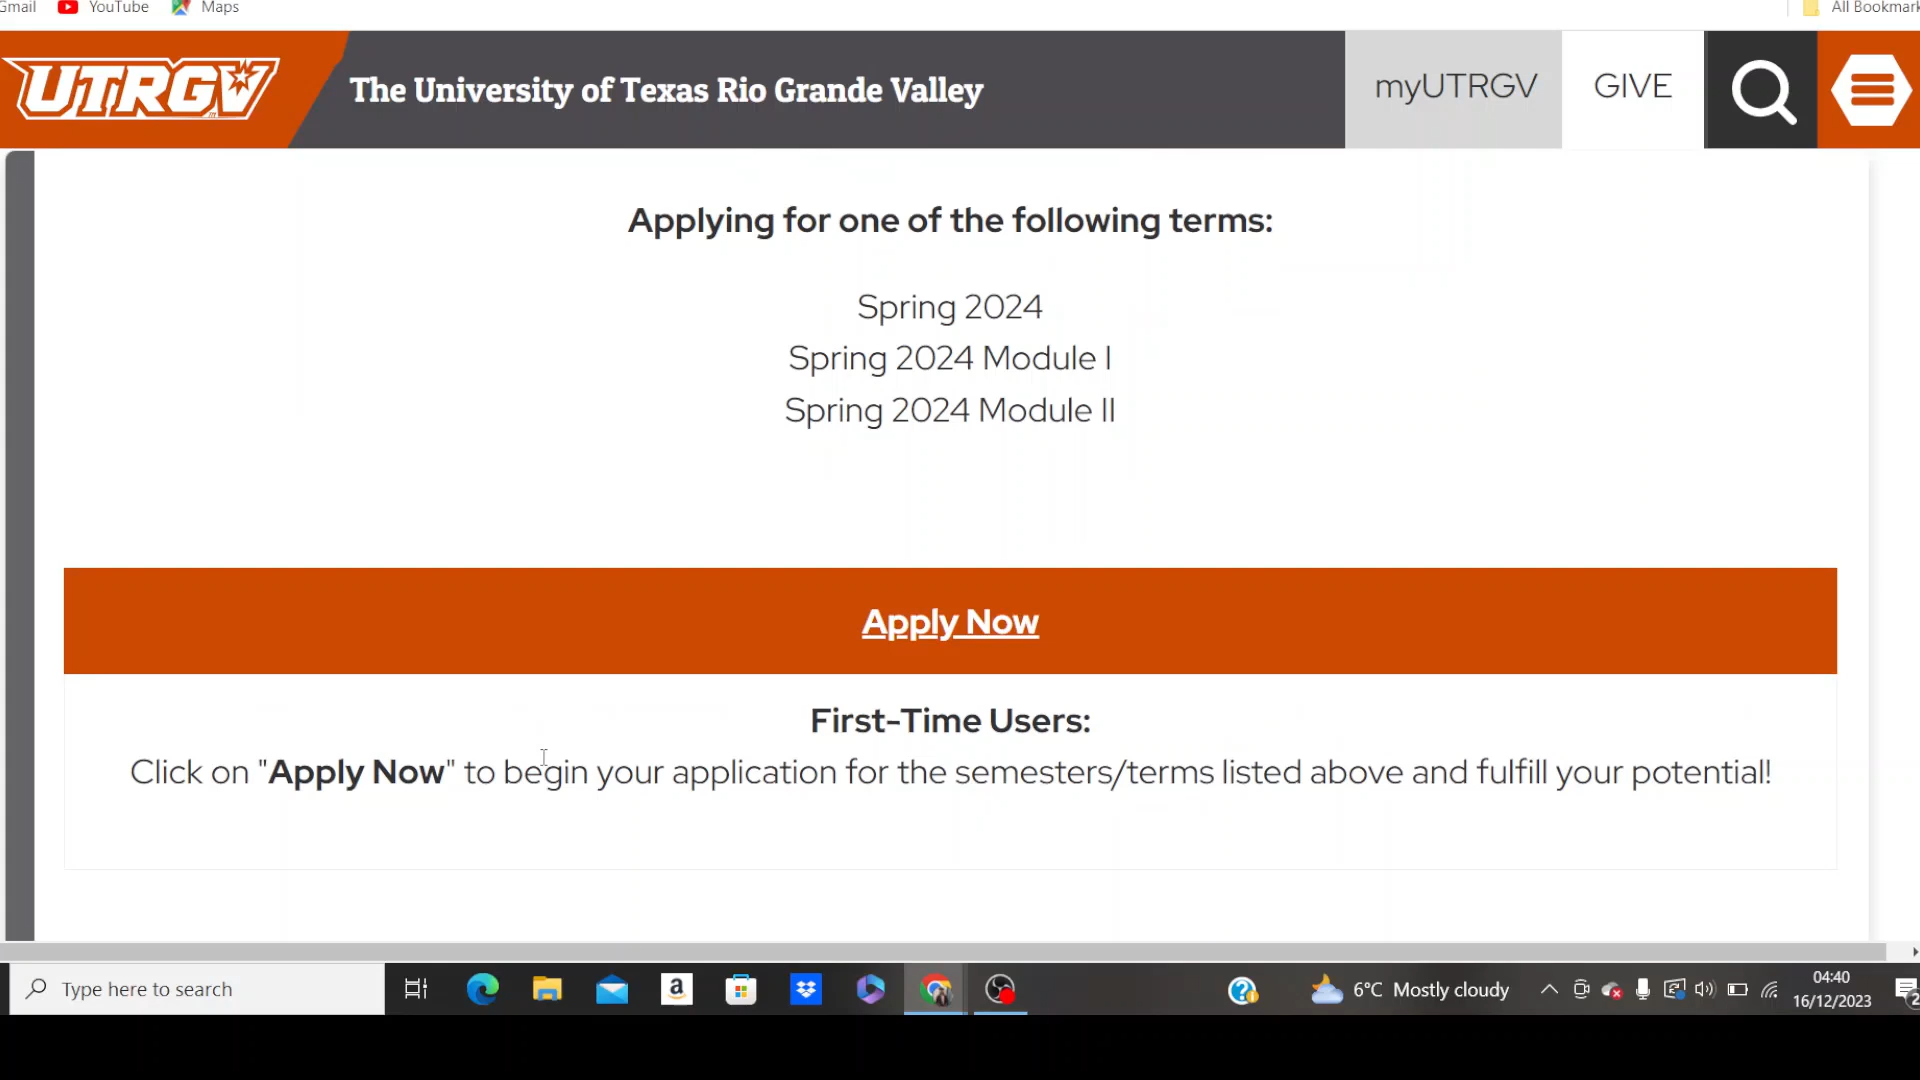 Gmail YouTube Maps All Bookmark
UTRGV The University of Texas Rio Grande Valley myUTRGV GIVE
Applying for one of the following terms:
Spring 2024
Spring 2024 Module I
Spring 2024 Module II
Apply Now
First-Time Users:
Click on "Apply Now" to begin your application for the semesters/terms listed above and fulfill your potential!
Type here to search 6°C Mostly cloudy 04:40
16/12/2023 2